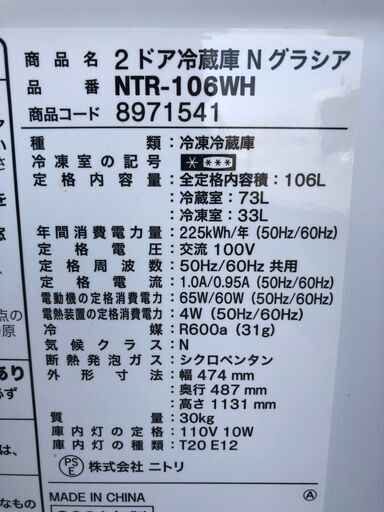 商品名 2ドア冷蔵庫 N グラシア
品番 NTR-106WH
商品コード 8971541
種類:冷凍冷蔵庫
冷凍室の記号:* ***
定格内容量:全定格内容積:106L
冷蔵室:73L
冷凍室:33L
年間消費電力量:225kWh/年(50Hz/60Hz)
定格電圧:交流 100V
定格周波数:50Hz/60Hz 共用
定格電流:1.0A/0.95A (50Hz/60Hz)
電動機の定格消費電力:65W/60W (50Hz/60Hz)
電熱装置の定格消費電力:4W (50Hz/60Hz)
冷媒:R600a (31g)
気候クラス:N
断熱発泡ガス:シクロペンタン
外形寸法:幅 474 mm
奥行 487 mm
高さ 1131 mm
質量:30kg
庫内灯の定格:110V 10W
庫内灯の種類:T20 E12
PS
E 株式会社 ニトリ
MADE IN CHINA A